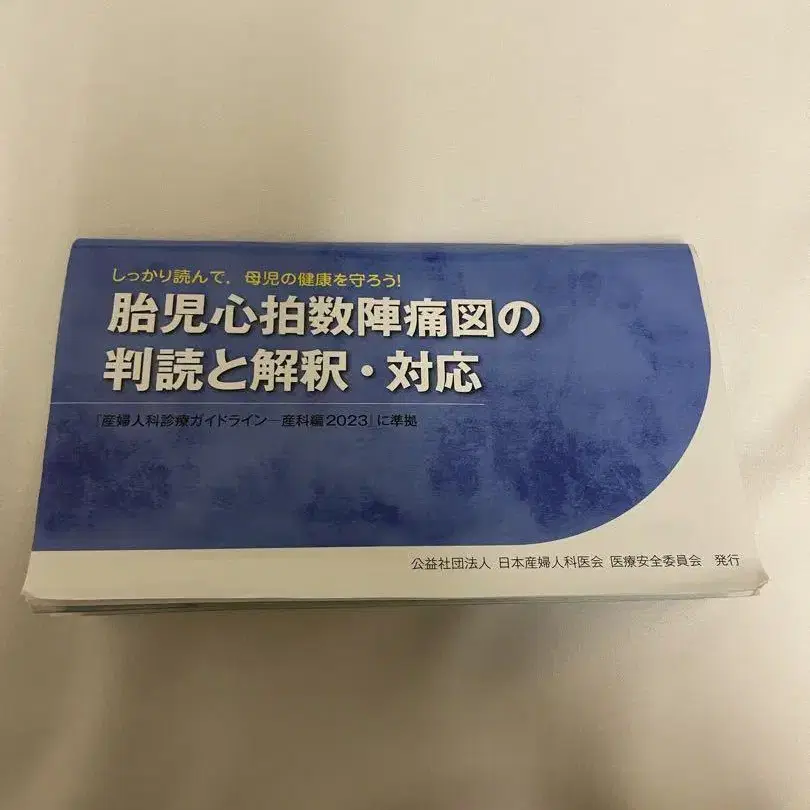 しっかり読んで,母児の健康を守ろう!
胎児心拍数陣痛図の
判読と解釈・対応
「産婦人科診療ガイドライン―産科編2023」に準拠
公益社団法人 日本産婦人科医会 医療安全委員会 発行